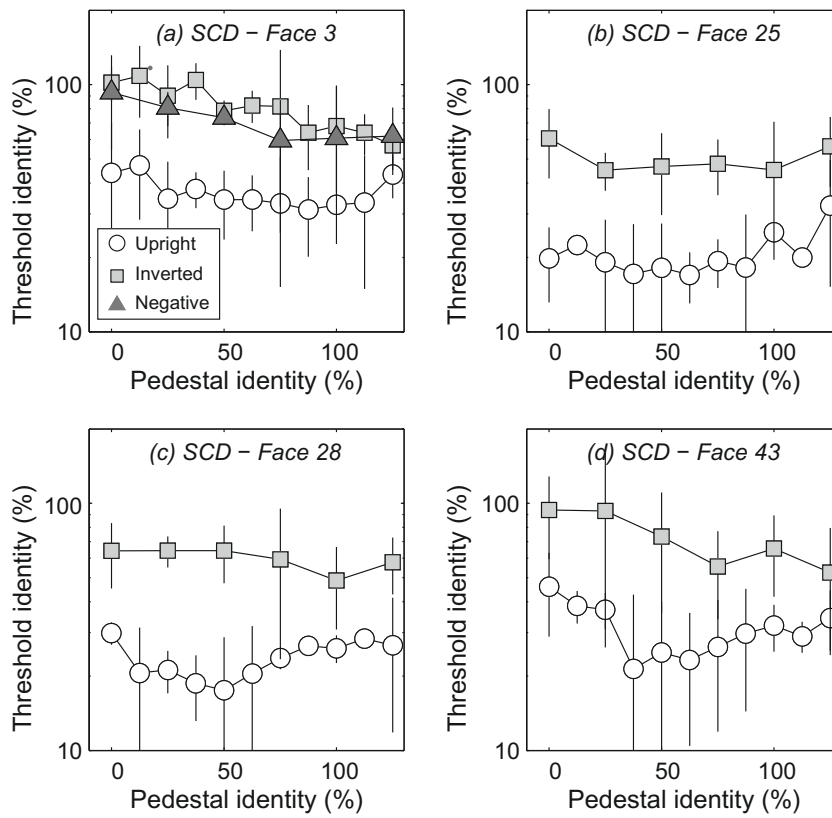 (a) SCD − Face 3
100
10
Threshold identity (%)
Upright
Inverted
Negative
0 50 100
Pedestal identity (%)
(b) SCD − Face 25
100
10
Threshold identity (%)
0 50 100
Pedestal identity (%)
(c) SCD − Face 28
100
10
Threshold identity (%)
0 50 100
Pedestal identity (%)
(d) SCD − Face 43
100
10
Threshold identity (%)
0 50 100
Pedestal identity (%)